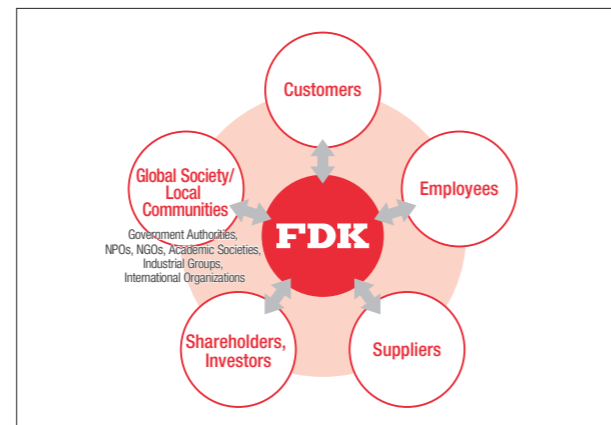 Customers
Global Society/
Local
Communities
Government Authorities,
NPOs, NGOs, Academic Societies,
Industrial Groups,
International Organizations
Employees
FDK
Shareholders,
Investors
Suppliers